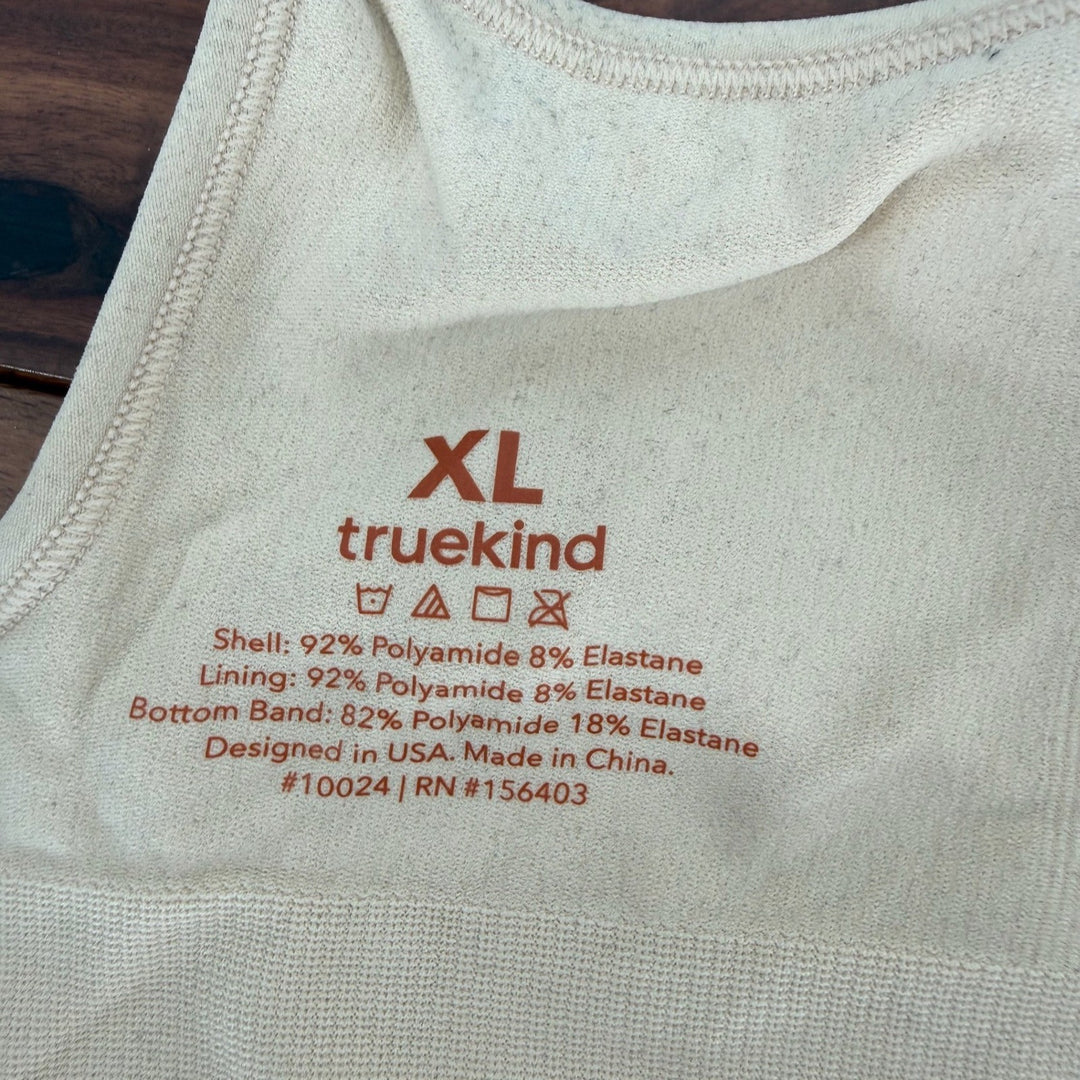 XL
truekind
Shell: 92% Polyamide 8% Elastane
Lining: 92% Polyamide 8% Elastane
Bottom Band: 82% Polyamide 18% Elastane
Designed in USA. Made in China.
#10024 | RN #156403